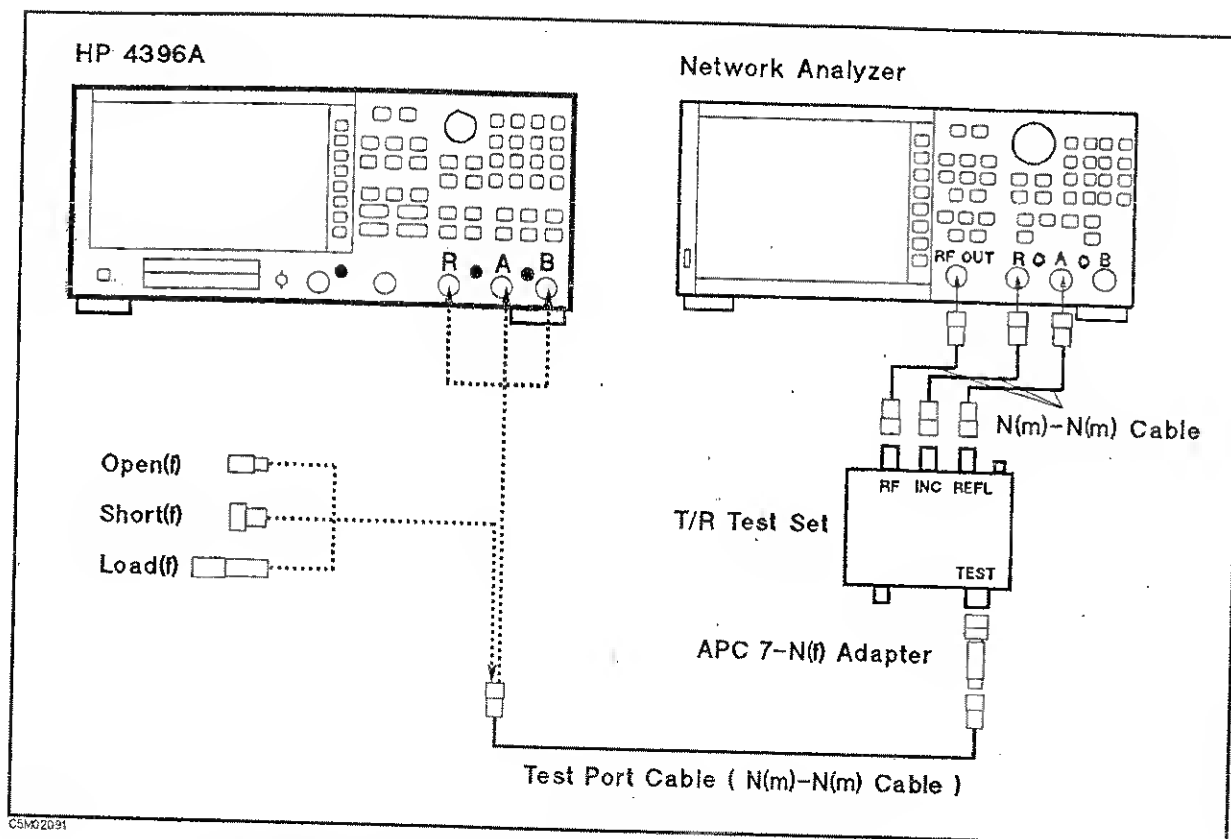 HP 4396A
Network Analyzer
R A B
RF OUT R A B
N(m)-N(m) Cable
Open(f)
Short(f)
Load(f)
RF INC REFL
T/R Test Set
TEST
APC 7-N(f) Adapter
Test Port Cable ( N(m)-N(m) Cable )
C5M02091